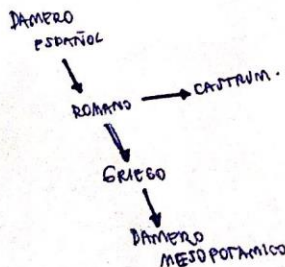 DAMERO
ESPAÑOL
ROMANO
CASTRUM.
GRIEGO
DAMERO
MESOPOTAMICO